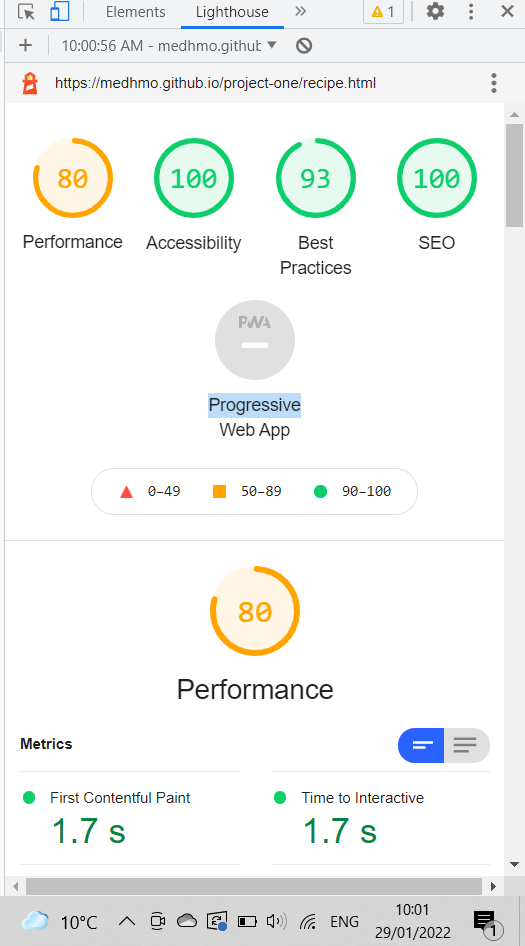 Elements Lighthouse » 1
10:00:56 AM - medhmo.github
https://medhmo.github.io/project-one/recipe.html
80 100 93 100
Performance Accessibility Best Practices SEO
PWA
Progressive
Web App
0–49 50–89 90–100
80
Performance
Metrics
First Contentful Paint Time to Interactive
1.7 s 1.7 s
10°C ENG 10:01
29/01/2022 1